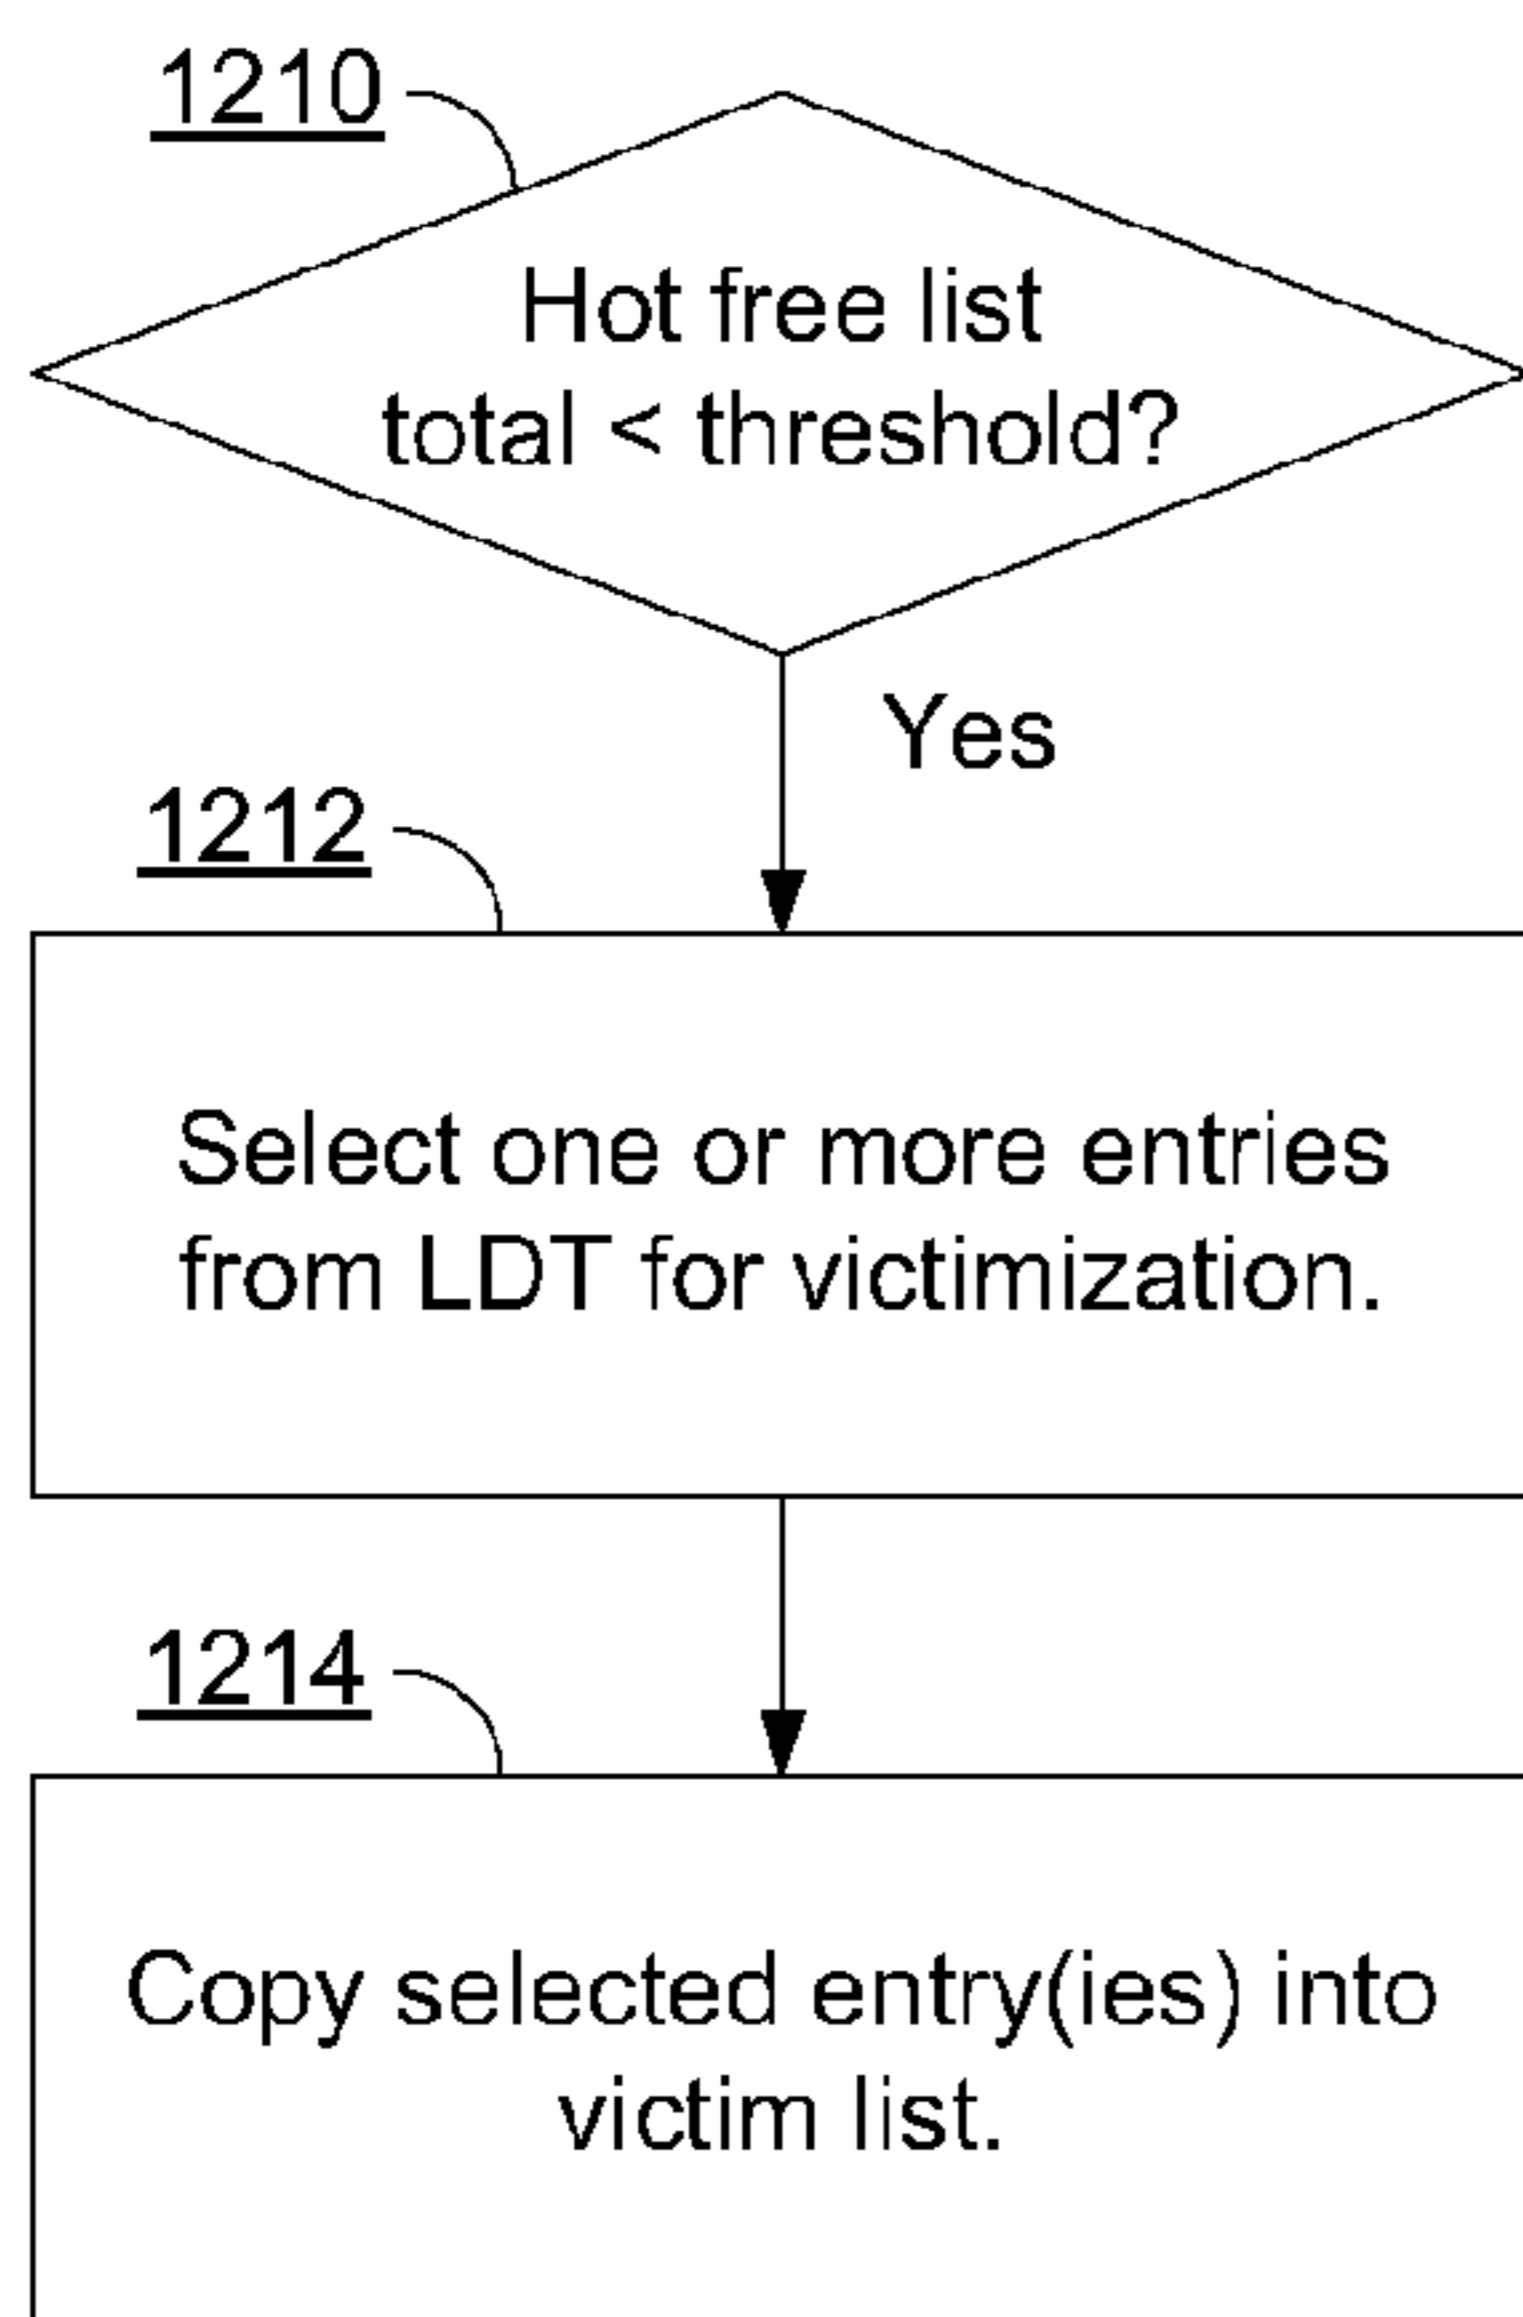 1210
Hot free list
total < threshold?
Yes
1212
Select one or more entries
from LDT for victimization.
1214
Copy selected entry(ies) into
victim list.